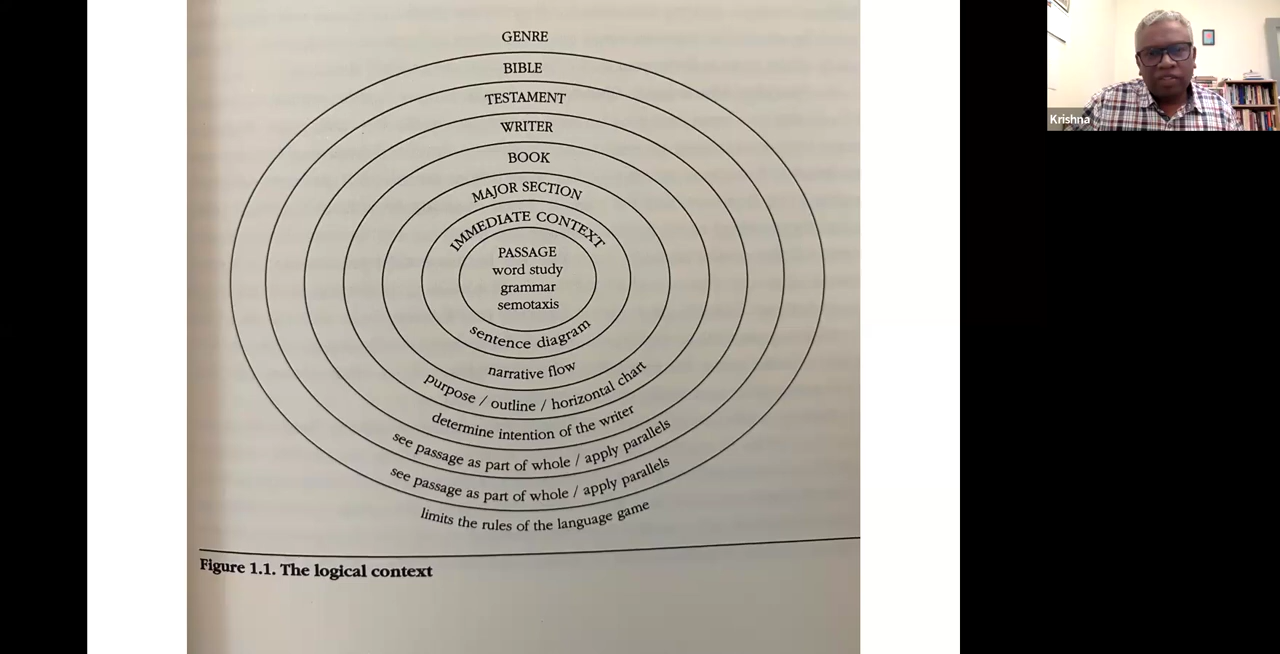 GENRE
BIBLE
TESTAMENT
WRITER
BOOK
MAJOR SECTION
IMMEDIATE CONTEXT
PASSAGE
word study
grammar
semotaxis
sentence diagram
narrative flow
purpose / outline / horizontal chart
determine intention of the writer
see passage as part of whole / apply parallels
see passage as part of whole / apply parallels
limits the rules of the language game
Figure 1.1. The logical context
Krishna